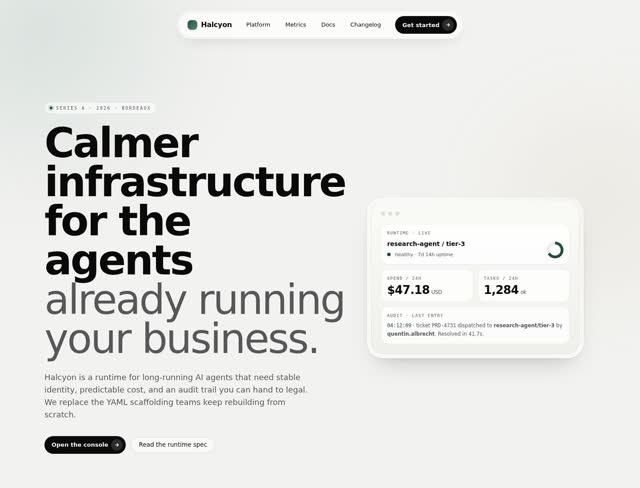 Halcyon Platform Metrics Docs Changelog Get started →
SERIES A · 2026 · BORDEAUX
Calmer
infrastructure
for the
agents
already running
your business.
Halcyon is a runtime for long-running AI agents that need stable
identity, predictable cost, and an audit trail you can hand to legal.
We replace the YAML scaffolding teams keep rebuilding from
scratch.
Open the console →
Read the runtime spec
RUNTIME · LIVE
research-agent / tier-3
healthy · 7d 14h uptime
SPEND / 24H
$47.18 USD
TASKS / 24H
1,284 ok
AUDIT · LAST ENTRY
04:12:09 · ticket PRD-4731 dispatched to research-agent/tier-3 by
quentin.albrecht. Resolved in 41.7s.